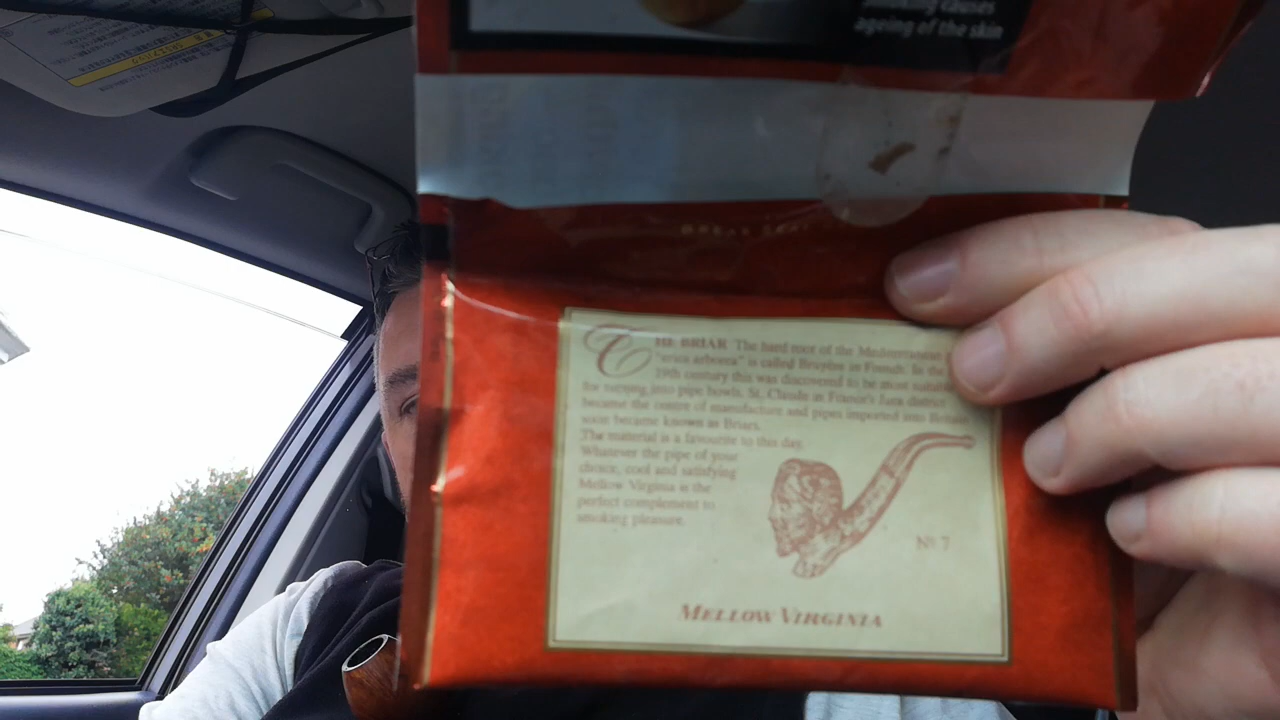 smoking causes
ageing of the skin
BREAK SEAL
THE BRIAR The hard root of the Mediterranean
"erica arborea" is called Bruyère in French. In the
19th century this was discovered to be most
for turning into pipe bowls. St. Claude in France's Jura district
became the centre of manufacture and pipes imported into Britain
soon became known as Briars.
The material is a favourite to this day.
Whatever the pipe of your
choice, cool and satisfying
Mellow Virginia is the
perfect complement to
smoking pleasure.
No 7
MELLOW VIRGINIA